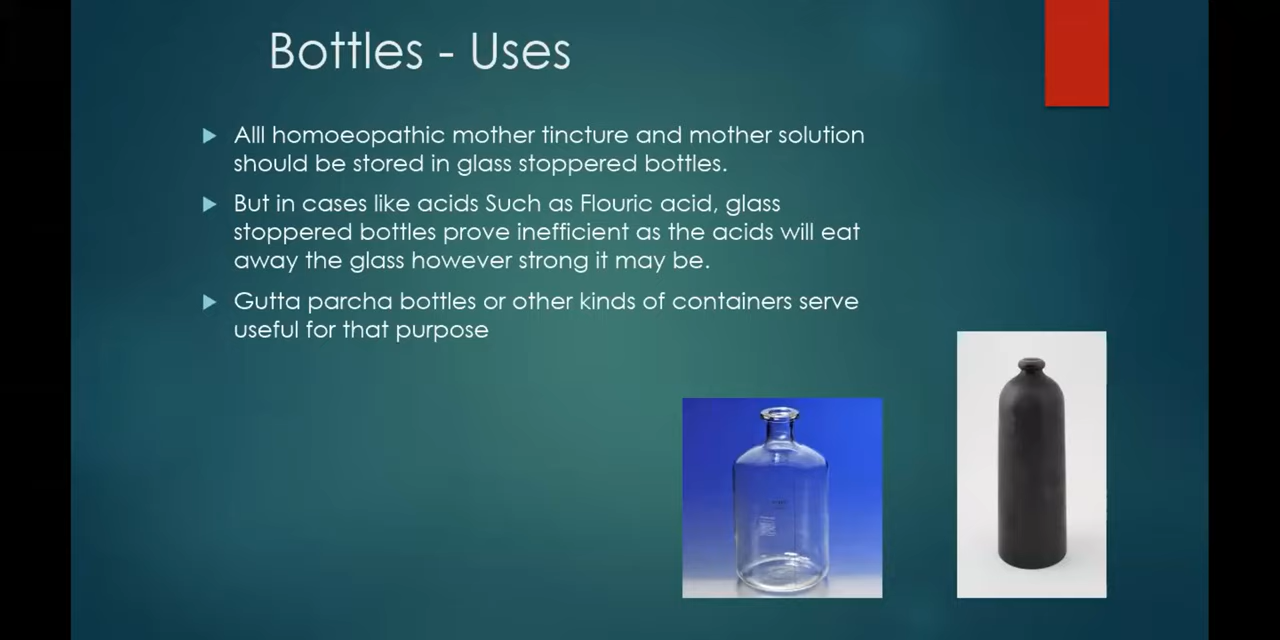 Bottles - Uses
Alll homoeopathic mother tincture and mother solution
should be stored in glass stoppered bottles.
But in cases like acids Such as Flouric acid, glass
stoppered bottles prove inefficient as the acids will eat
away the glass however strong it may be.
Gutta parcha bottles or other kinds of containers serve
useful for that purpose